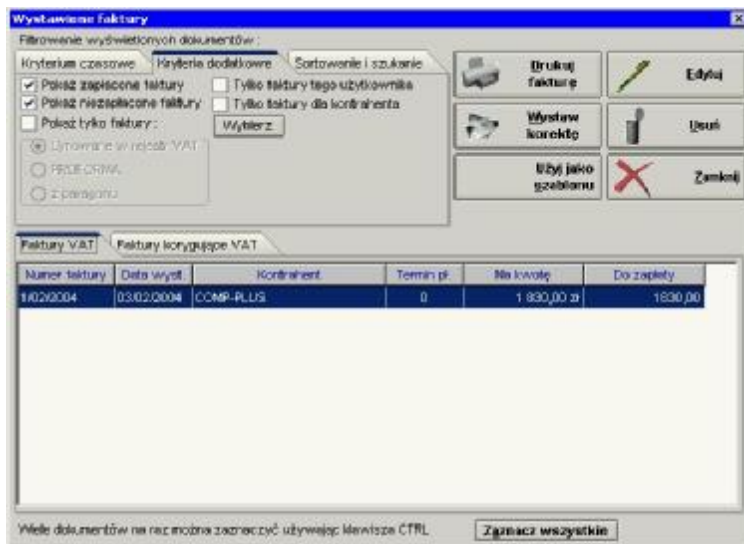 Wystawione faktury
Filtrowanie wyświetlonych dokumentów :
Kryterium czasowe
Kryteria dodatkowe
Sortowanie i szukanie
Pokaż zapłacone faktury
Tylko faktury tego użytkownika
Pokaż niezapłacone faktury
Tylko faktury dla kontrahenta
Pokaż tylko faktury :
Wybierz
Ujmowane w rejestr. VAT
PROFORMA
z paragonu
Drukuj fakturę
Edytuj
Wystaw korektę
Usuń
Użyj jako szablonu
Zamknij
Faktury VAT
Faktury korygujące VAT
Numer faktury Data wyst. Kontrahent Termin pł. Na kwotę Do zapłaty
1/02/2004 03/02/2004 COMP-PLUS 0 1 830,00 zł 1830,00
Wiele dokumentów na raz można zaznaczyć używając klawisza CTRL
Zaznacz wszystkie